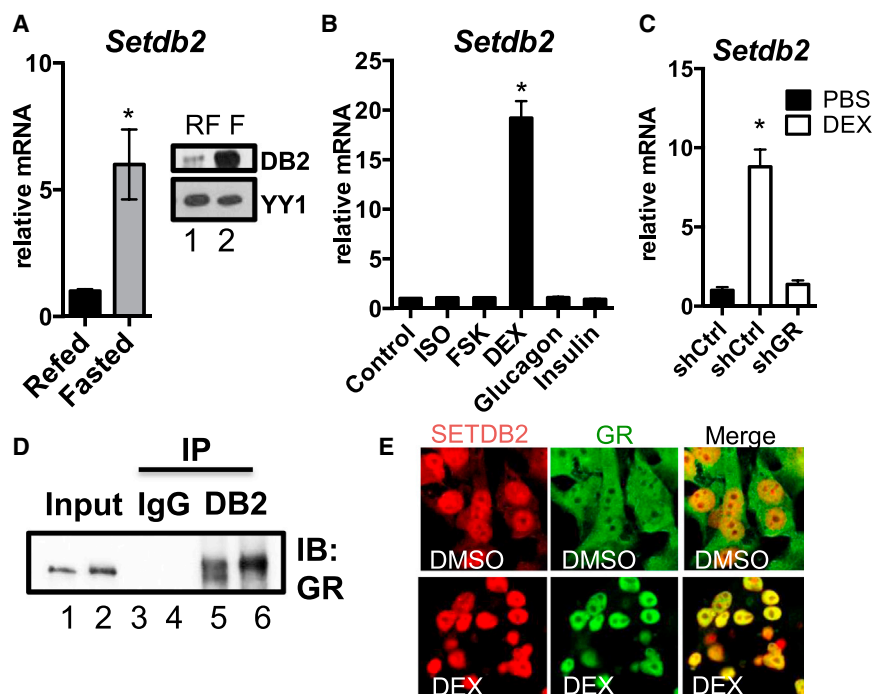 A
Setdb2
relative mRNA
10
5
0
Refed
Fasted
RF F
DB2
YY1
1 2
B
Setdb2
relative mRNA
25
20
15
10
5
0
*
*
Control
ISO
FSK
DEX
Glucagon
Insulin
C
Setdb2
relative mRNA
15
10
5
0
*
PBS
DEX
shCtrl
shCtrl
shGR
D
IP
Input IgG DB2
IB:
GR
1 2 3 4 5 6
E
SETDB2 GR Merge
DMSO DMSO DMSO
DEX DEX DEX